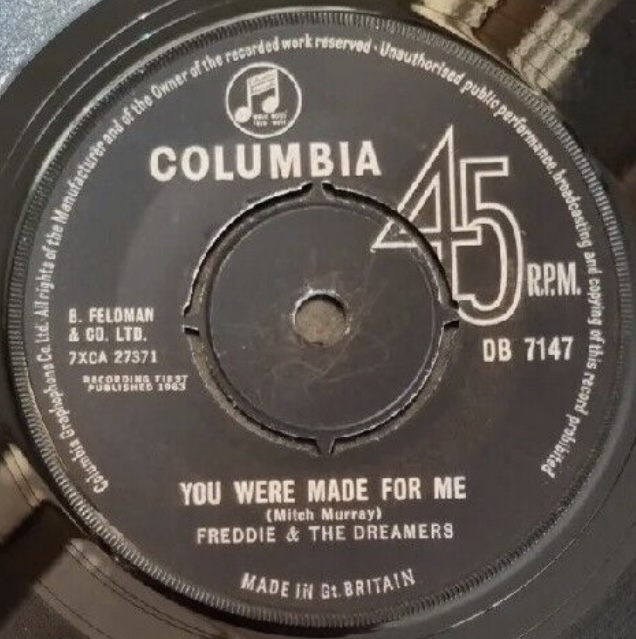 Columbia Graphophone Co. Ltd. All rights of the Manufacturer and of the Owner of the recorded work reserved · Unauthorised public performance, broadcasting and copying of this record prohibited
COLUMBIA
45
R.P.M.
B. FELDMAN
& CO. LTD.
7XCA 27371
DB 7147
RECORDING FIRST
PUBLISHED 1963
YOU WERE MADE FOR ME
(Mitch Murray)
FREDDIE & THE DREAMERS
MADE IN Gt. BRITAIN